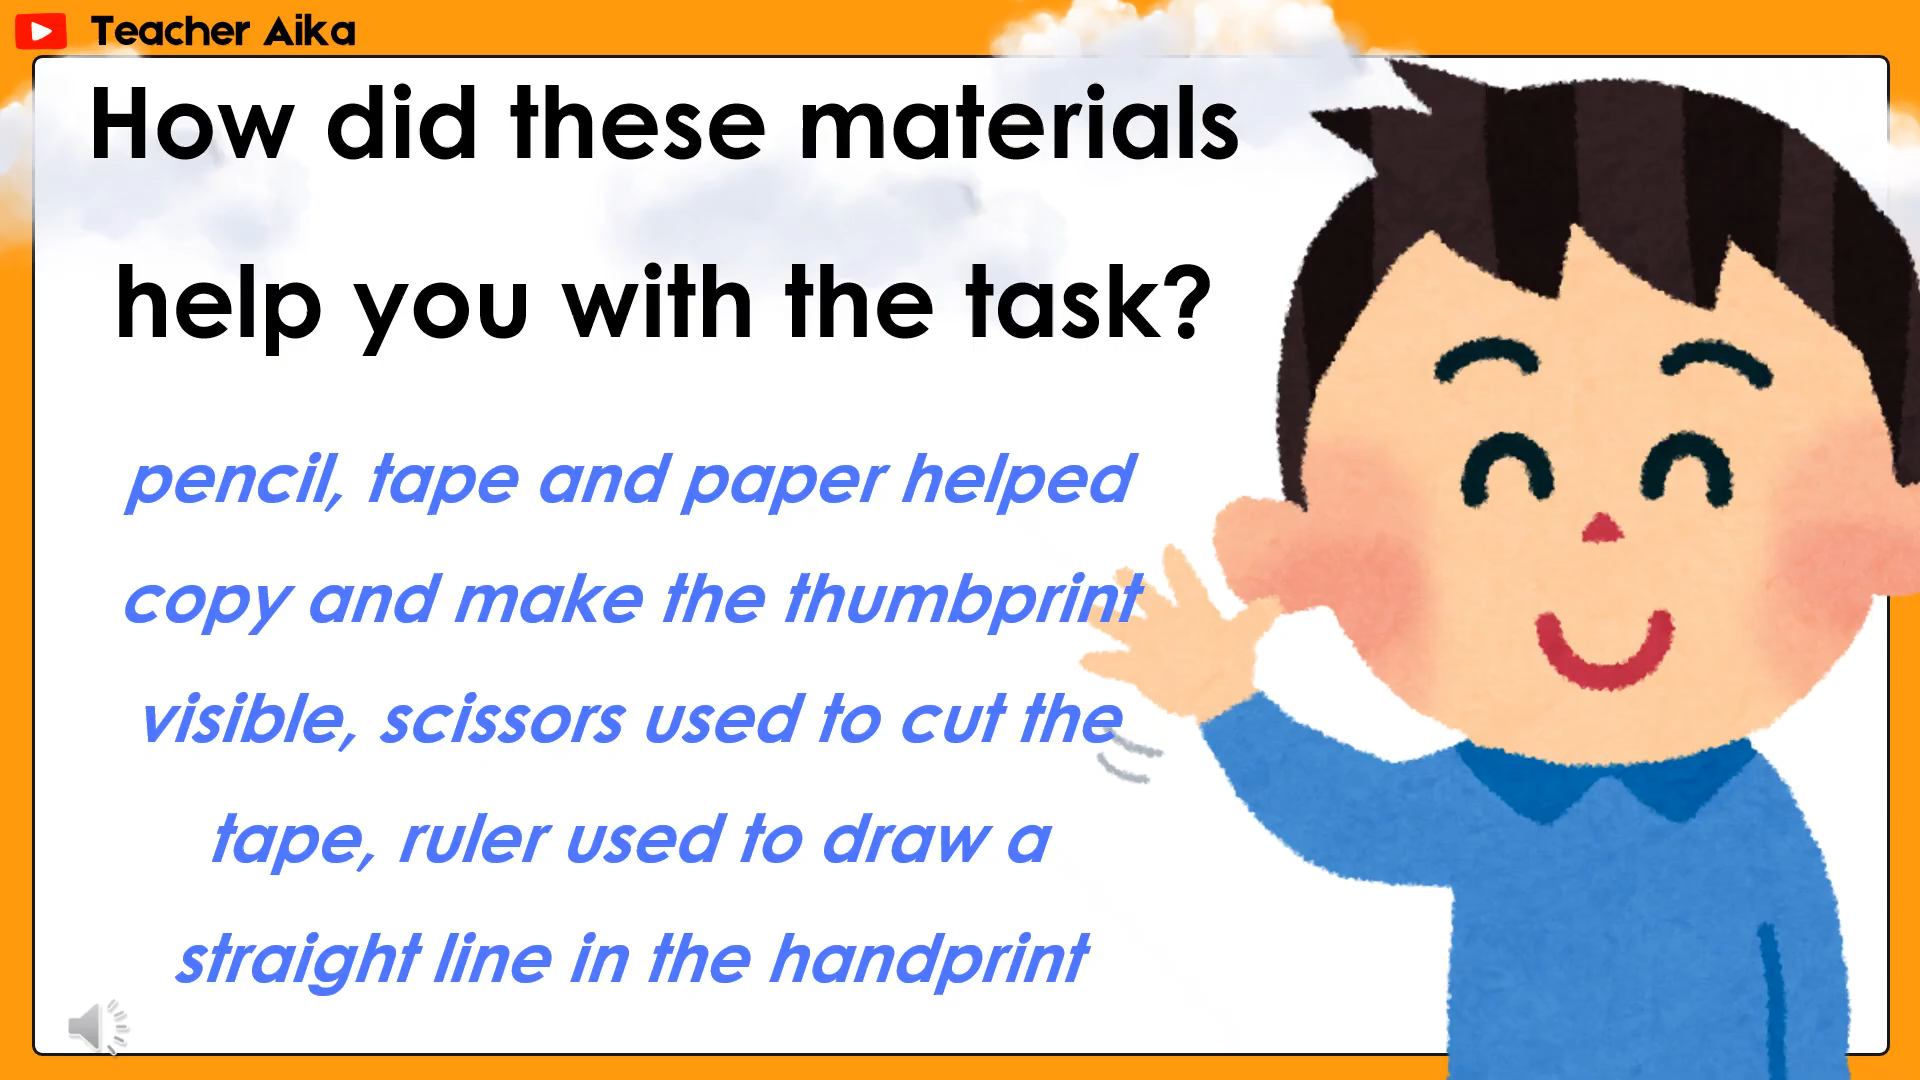 Teacher Aika
How did these materials
help you with the task?
pencil, tape and paper helped
copy and make the thumbprint
visible, scissors used to cut the
tape, ruler used to draw a
straight line in the handprint